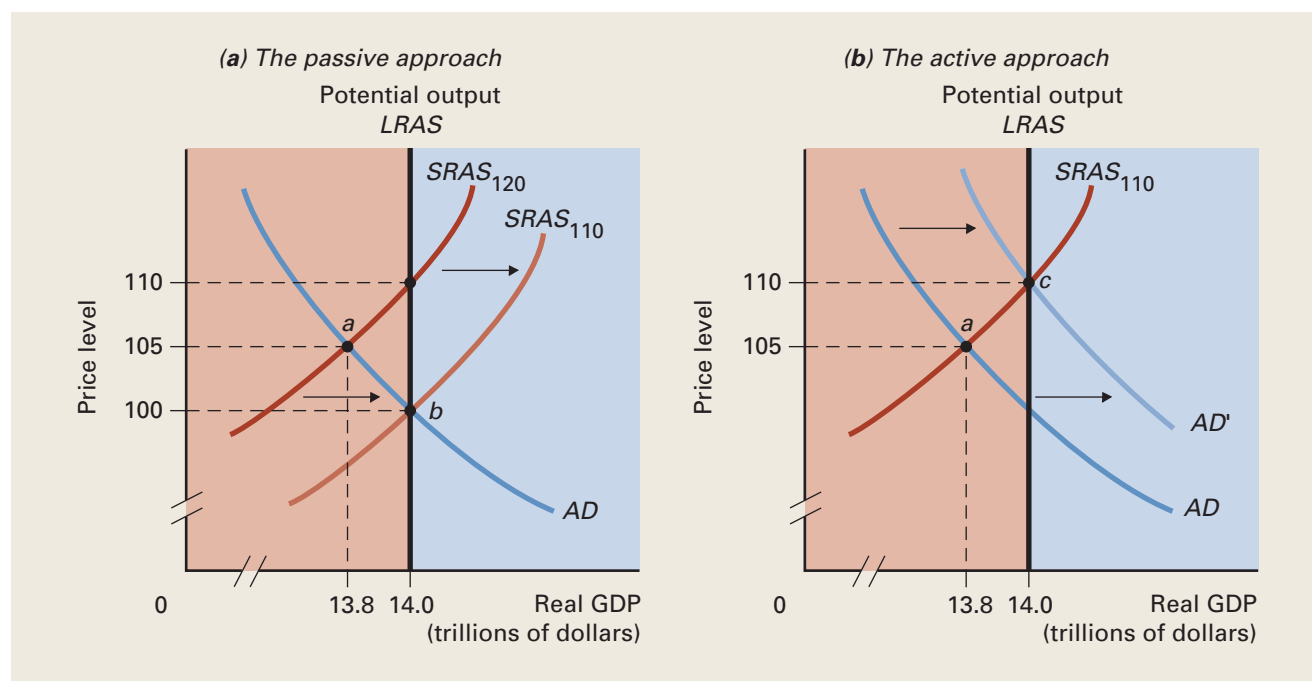 (a) The passive approach
Potential output
LRAS
SRAS120
SRAS110
110
a
105
100
b
Price level
AD
0
13.8
14.0
Real GDP
(trillions of dollars)
(b) The active approach
Potential output
LRAS
SRAS110
110
c
a
105
Price level
AD'
AD
0
13.8
14.0
Real GDP
(trillions of dollars)